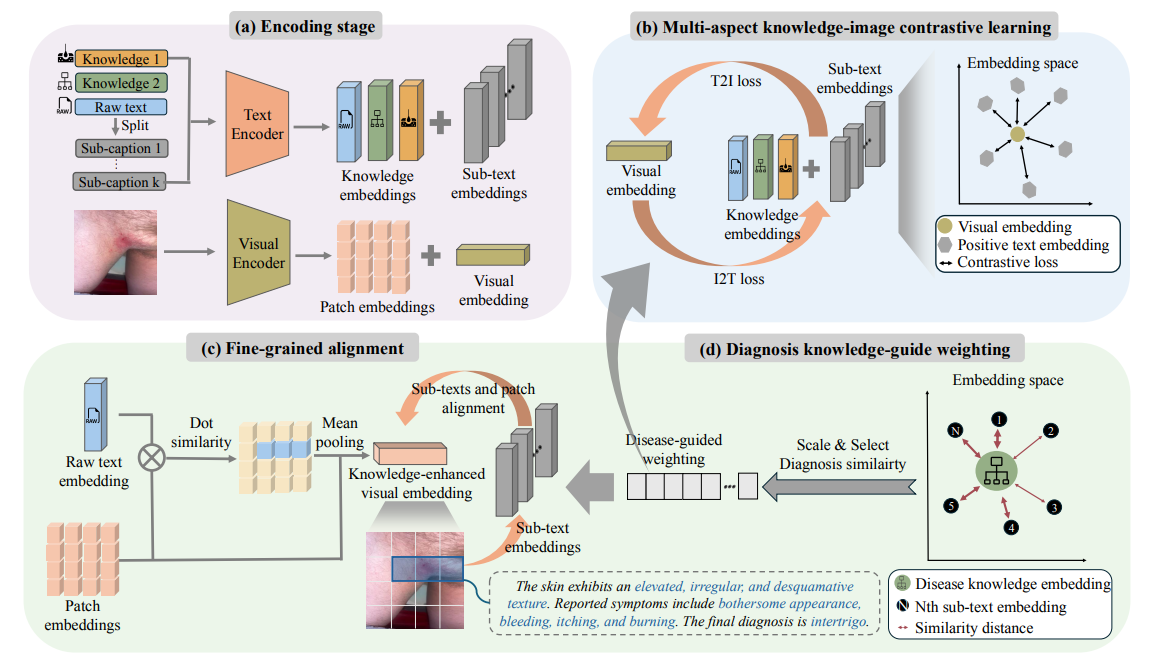 (a) Encoding stage
Knowledge 1
Knowledge 2
RAW
Raw text
Split
Sub-caption 1
Sub-caption k
Text
Encoder
RAW
Knowledge
embeddings
Sub-text
embeddings
Visual
Encoder
Patch embeddings
Visual
embedding
(b) Multi-aspect knowledge-image contrastive learning
T2I loss
Sub-text
embeddings
Visual
embedding
RAW
Knowledge
embeddings
I2T loss
Embedding space
Visual embedding
Positive text embedding
Contrastive loss
(c) Fine-grained alignment
RAW
Raw text
embedding
Dot
similarity
Mean
pooling
Patch
embeddings
Sub-texts and patch
alignment
Knowledge-enhanced
visual embedding
Sub-text
embeddings
The skin exhibits an elevated, irregular, and desquamative
texture. Reported symptoms include bothersome appearance,
bleeding, itching, and burning. The final diagnosis is intertrigo.
(d) Diagnosis knowledge-guide weighting
Disease-guided
weighting
Scale & Select
Diagnosis similairty
Embedding space
1
N
2
5
3
4
Disease knowledge embedding
N Nth sub-text embedding
Similarity distance